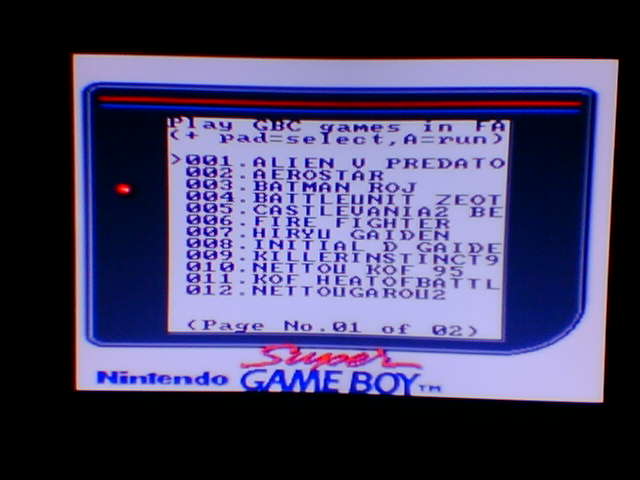 Play GBC games in FA
(+ pad=select,A=run)
>001.ALIEN V PREDATO
002.AEROSTAR
003.BATMAN ROJ
004.BATTLEUNIT ZEOT
005.CASTLEVANIA2 BE
006.FIRE FIGHTER
007.HIRYU GAIDEN
008.INITIAL D GAIDE
009.KILLERINSTINCT9
010.NETTOU KOF 95
011.KOF HEATOFBATTL
012.NETTOUGAROU2
(Page No.01 of 02)
Super
Nintendo GAME BOY™